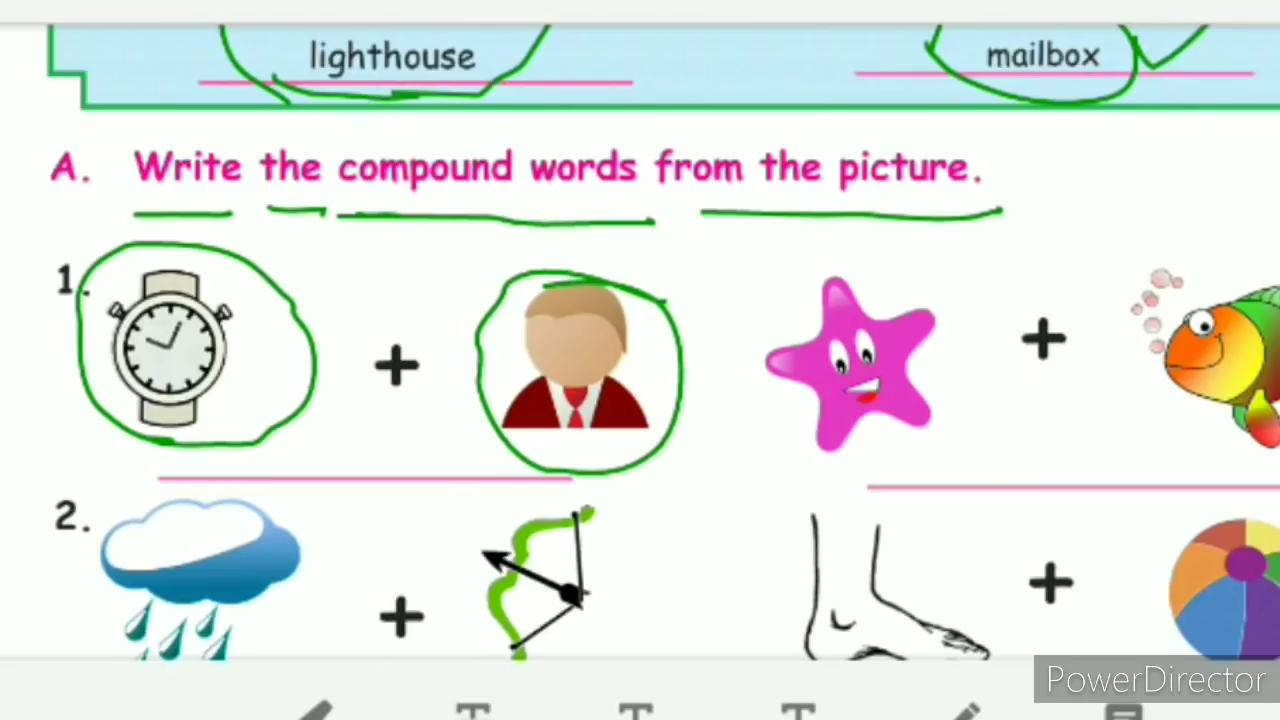 lighthouse
mailbox
A. Write the compound words from the picture.
1.
+
+
2.
+
+
PowerDirector
T T T